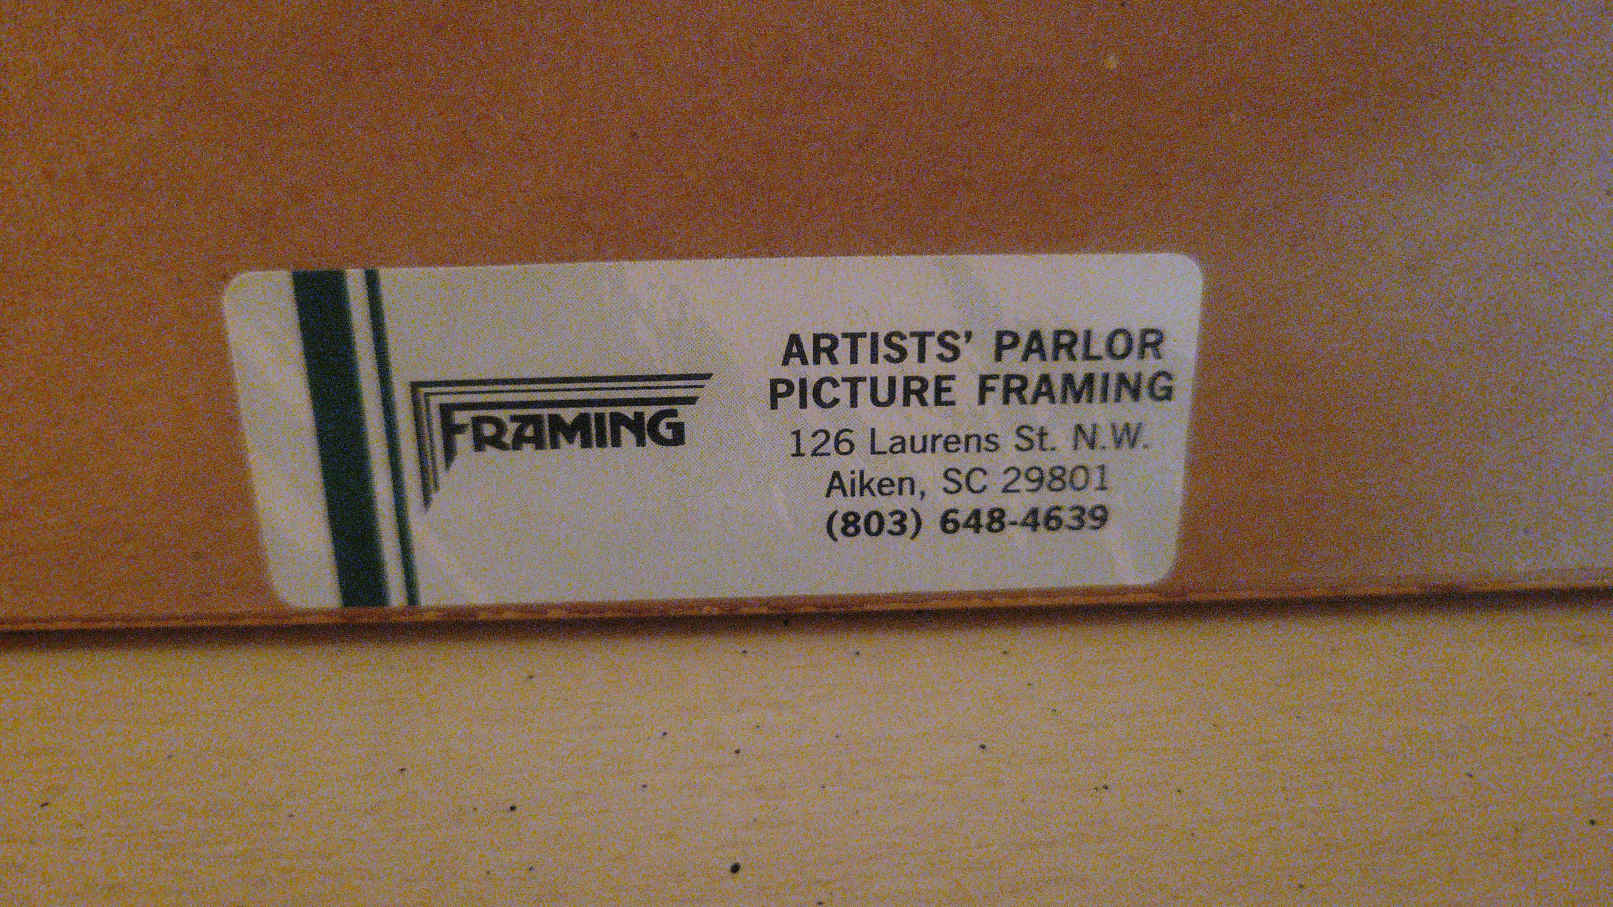 FRAMING
ARTISTS' PARLOR
PICTURE FRAMING
126 Laurens St. N.W.
Aiken, SC 29801
(803) 648-4639